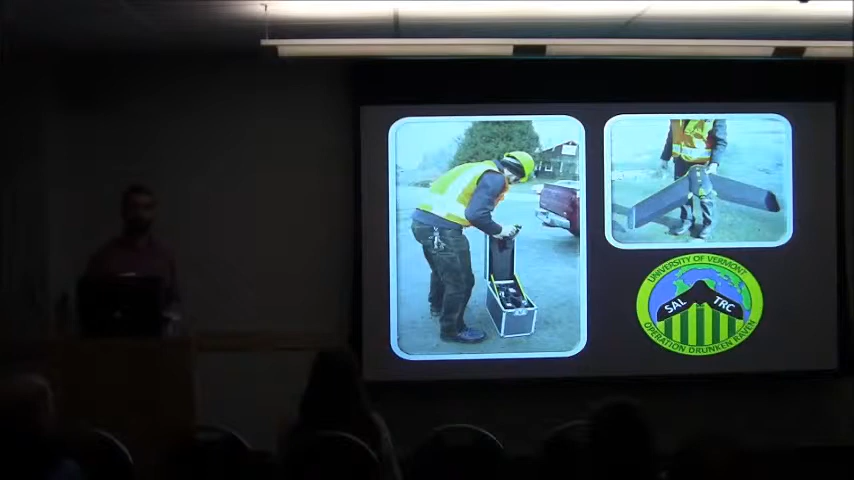 UNIVERSITY OF VERMONT
SAL TRC
OPERATION DRUNKEN RAVEN